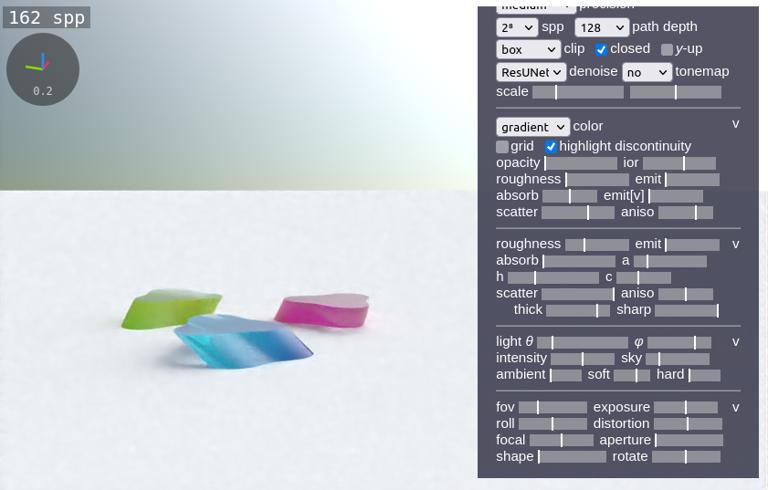 162 spp
0.2
medium precision
2⁸ spp 128 path depth
box clip closed y-up
ResUNet denoise no tonemap
scale
gradient color v
grid highlight discontinuity
opacity ior
roughness emit
absorb emit[v]
scatter aniso
roughness emit v
absorb a
h c
scatter aniso
thick sharp
light θ φ v
intensity sky
ambient soft hard
fov exposure v
roll distortion
focal aperture
shape rotate